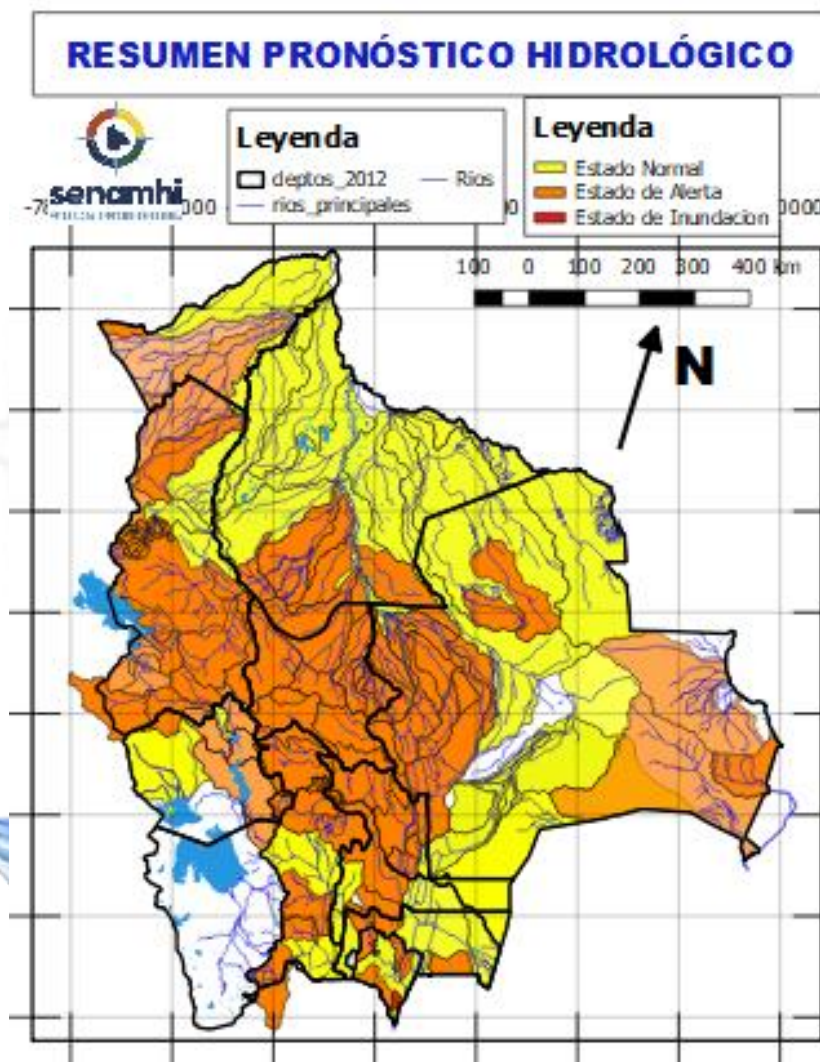 RESUMEN PRONÓSTICO HIDROLÓGICO
senamhi
Leyenda
deptos_2012
Rios
rios_principales
Leyenda
Estado Normal
Estado de Alerta
Estado de Inundacion
100 0 100 200 300 400 km
N